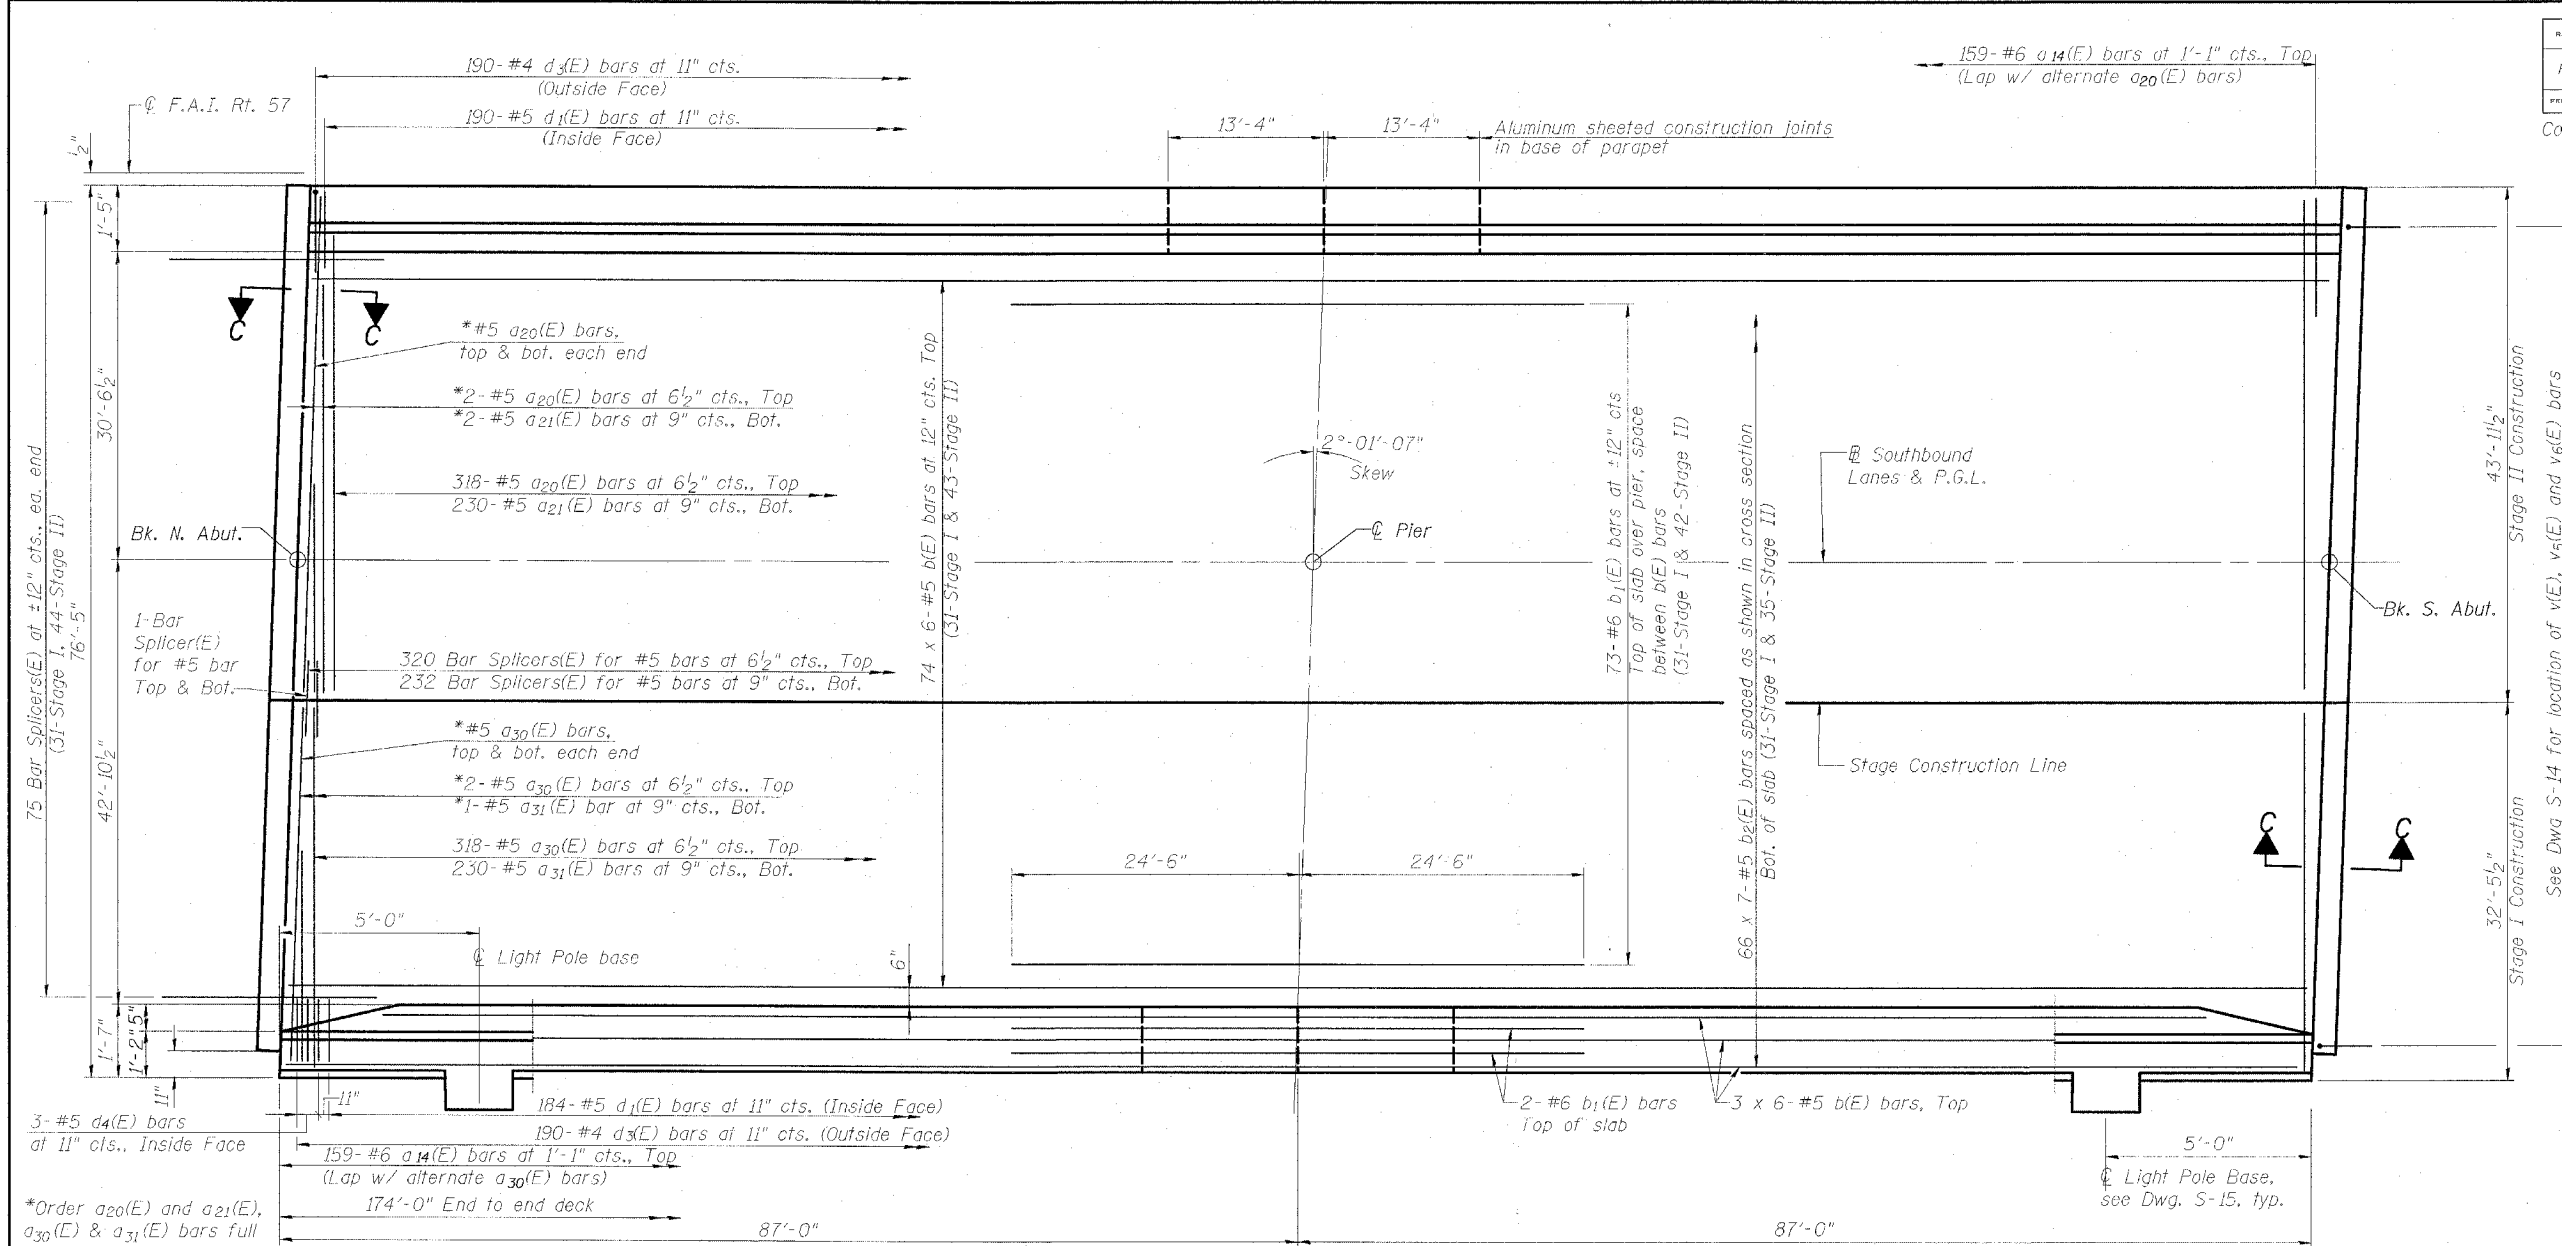 190-#4 d3(E) bars at 11" cts.
(Outside Face)
190-#5 d1(E) bars at 11" cts.
(Inside Face)
℄ F.A.I. Rt. 57
159-#6 a14(E) bars at 1'-1" cts., Top
(Lap w/ alternate a20(E) bars)
13'-4"
13'-4"
Aluminum sheeted construction joints
in base of parapet
Co
½"
1'-5"
30'-6½"
42'-10½"
76'-5"
75 Bar Splicers(E) at ±12" cts., ea. end
(31-Stage I, 44-Stage II)
C
C
*#5 a20(E) bars,
top & bot. each end
*2-#5 a20(E) bars at 6½" cts., Top
*2-#5 a21(E) bars at 9" cts., Bot.
318-#5 a20(E) bars at 6½" cts., Top
230-#5 a21(E) bars at 9" cts., Bot.
Bk. N. Abut.
1-Bar
Splicer(E)
for #5 bar
Top & Bot.
320 Bar Splicers(E) for #5 bars at 6½" cts., Top
232 Bar Splicers(E) for #5 bars at 9" cts., Bot.
74 x 6-#5 b(E) bars at 12" cts. Top
(31-Stage I & 43-Stage II)
2°-01'-07"
Skew
℄ Pier
73-#6 b1(E) bars at ±12" cts
Top of slab over pier, space
between b(E) bars
(31-Stage I & 42-Stage II)
66 x 7-#5 b2(E) bars spaced as shown in cross section
Bot. of slab (31-Stage I & 35-Stage II)
⅊ Southbound
Lanes & P.G.L.
Bk. S. Abut.
43'-11½"
Stage II Construction
See Dwg S-14 for location of v(E), v5(E) and v6(E) bars
Stage Construction Line
*#5 a30(E) bars,
top & bot. each end
*2-#5 a30(E) bars at 6½" cts., Top
*1-#5 a31(E) bar at 9" cts., Bot.
318-#5 a30(E) bars at 6½" cts., Top
230-#5 a31(E) bars at 9" cts., Bot.
C
C
32'-5½"
Stage I Construction
24'-6"
24'-6"
5'-0"
℄ Light Pole base
6"
1'-7"
1'-2"
5"
11"
11"
3-#5 d4(E) bars
at 11" cts., Inside Face
184-#5 d1(E) bars at 11" cts. (Inside Face)
190-#4 d3(E) bars at 11" cts. (Outside Face)
159-#6 a14(E) bars at 1'-1" cts., Top
(Lap w/ alternate a30(E) bars)
2-#6 b1(E) bars
Top of slab
3 x 6-#5 b(E) bars, Top
5'-0"
℄ Light Pole Base,
see Dwg. S-15, typ.
*Order a20(E) and a21(E),
a30(E) & a31(E) bars full
174'-0" End to end deck
87'-0"
87'-0"